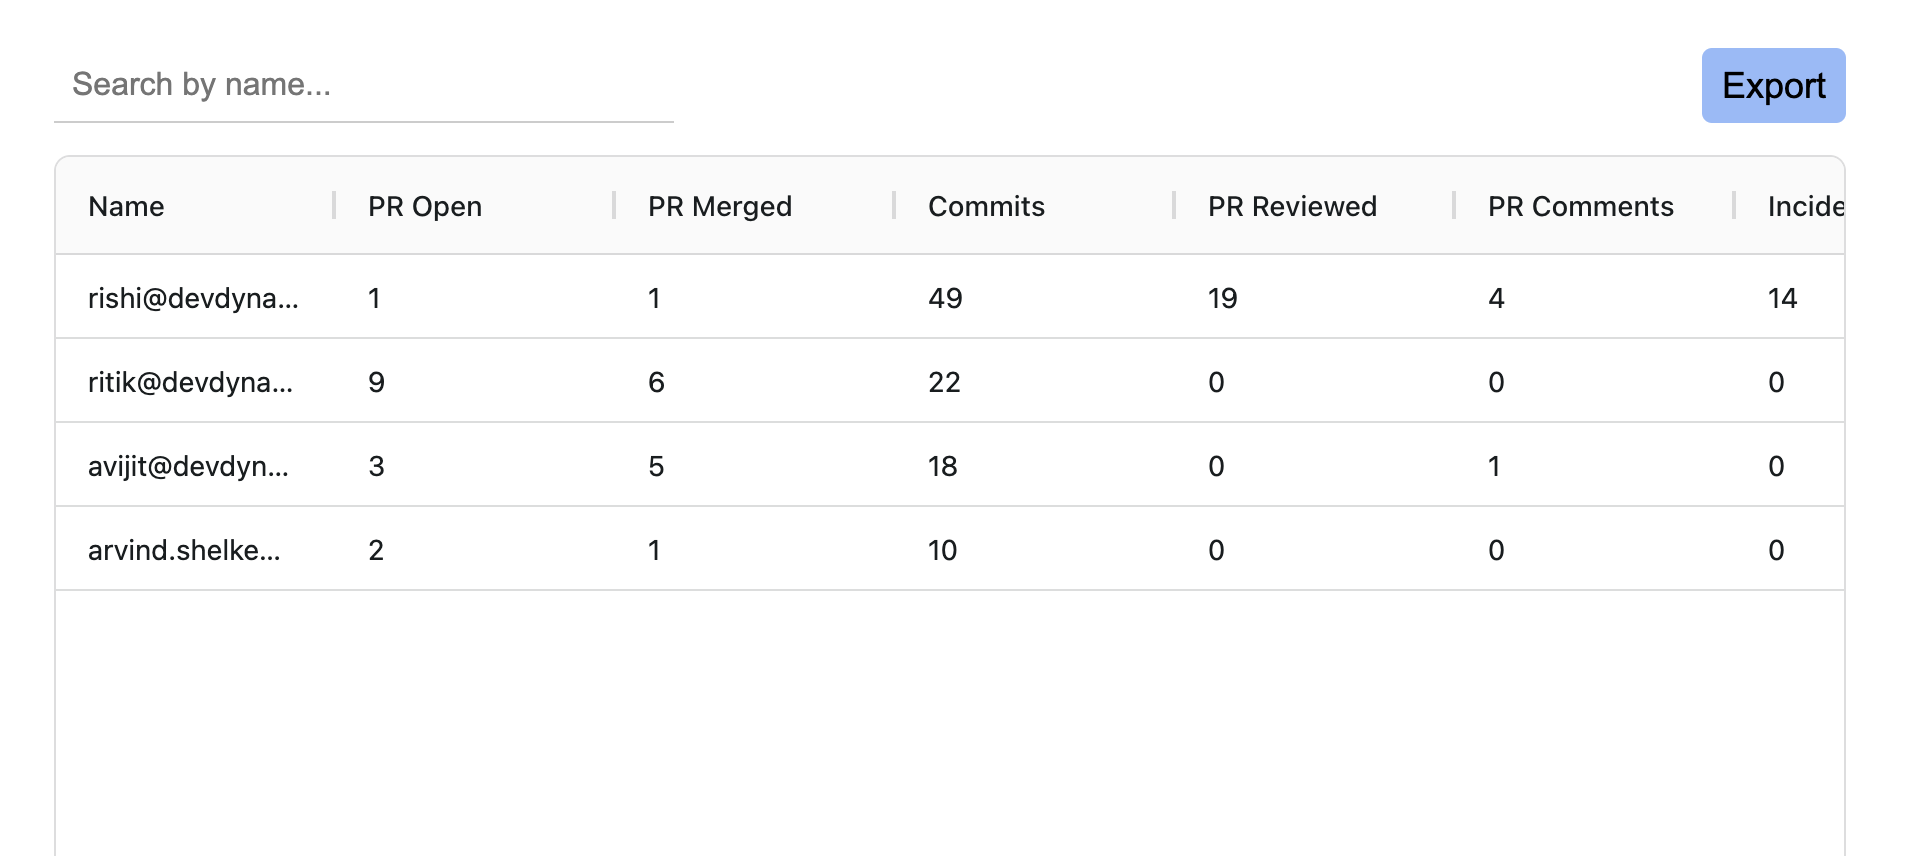 Search by name...
Export
Name PR Open PR Merged Commits PR Reviewed PR Comments Incide
rishi@devdyna... 1 1 49 19 4 14
ritik@devdyna... 9 6 22 0 0 0
avijit@devdyn... 3 5 18 0 1 0
arvind.shelke... 2 1 10 0 0 0